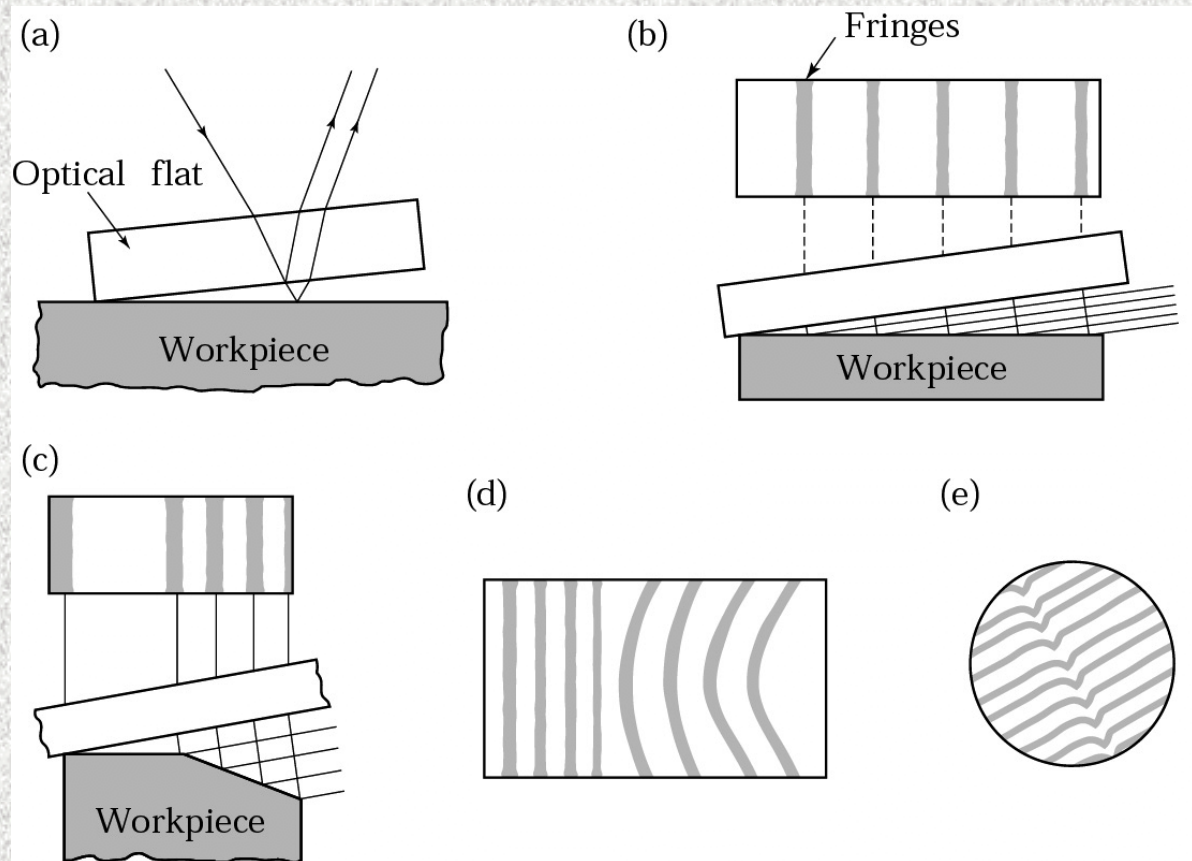 (a)
Optical flat
Workpiece
(b)
Fringes
Workpiece
(c)
Workpiece
(d)
(e)